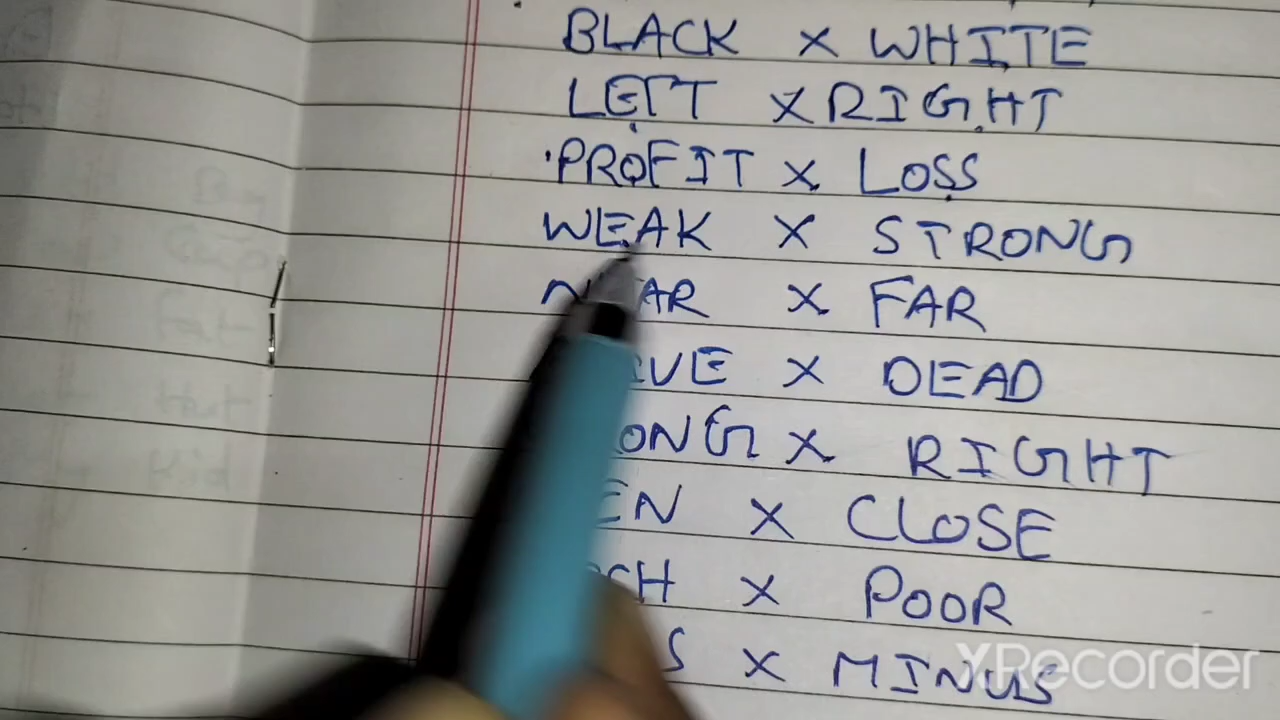 BLACK X WHITE
LEFT X RIGHT
PROFIT X LOSS
WEAK X STRONG
X FAR
X DEAD
X RIGHT
X CLOSE
X POOR
X MINUS
XRecorder